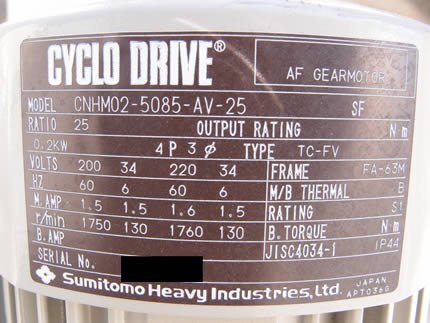 CYCLO DRIVE®
AF GEARMOTOR
MODEL CNHM02-5085-AV-25 SF
RATIO 25 OUTPUT RATING N·m
0.2KW 4P 3ø TYPE TC-FV
VOLTS 200 34 220 34 FRAME FA-63M
HZ 60 6 60 6 M/B THERMAL B
M.AMP 1.5 1.5 1.6 1.5 RATING S1
r/min 1750 130 1760 130 B.TORQUE N·m
B.AMP JISC4034-1 IP44
SERIAL No.
Sumitomo Heavy Industries, Ltd. JAPAN
APT036G